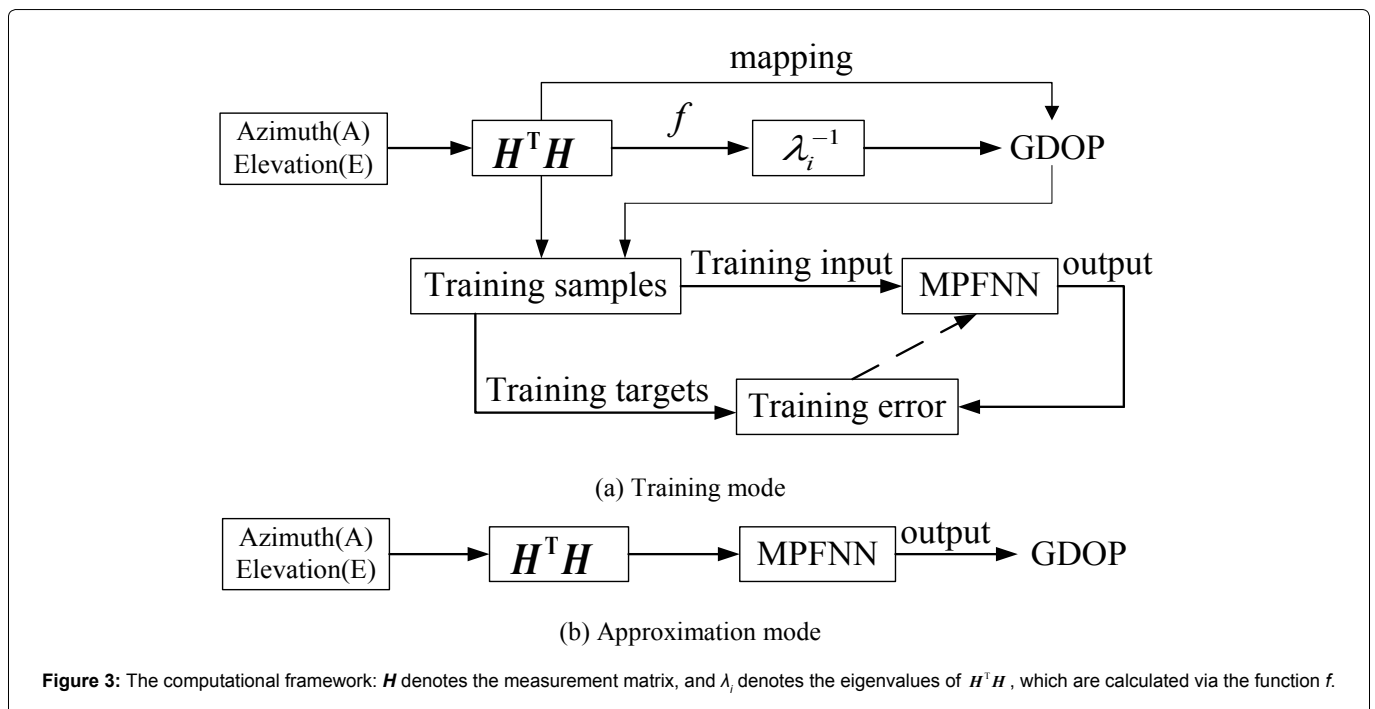 mapping
Azimuth(A)
Elevation(E)
HᵀH
f
λᵢ⁻¹
GDOP
Training samples
Training input
MPFNN
output
Training targets
Training error
(a) Training mode
Azimuth(A)
Elevation(E)
HᵀH
MPFNN
output
GDOP
(b) Approximation mode
Figure 3: The computational framework: H denotes the measurement matrix, and λᵢ denotes the eigenvalues of HᵀH , which are calculated via the function f.